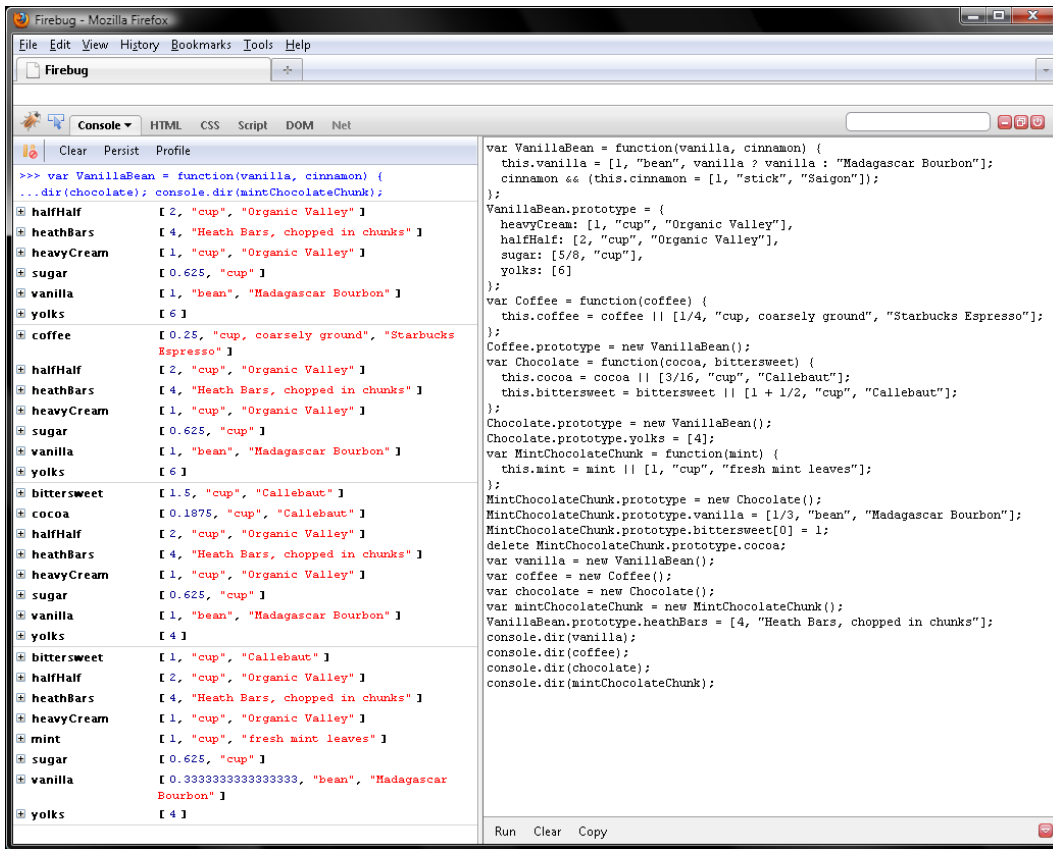 Firebug - Mozilla Firefox
File Edit View History Bookmarks Tools Help
Firebug
Console HTML CSS Script DOM Net
Clear Persist Profile
>>> var VanillaBean = function(vanilla, cinnamon) {
...dir(chocolate); console.dir(mintChocolateChunk);
halfHalf [ 2, "cup", "Organic Valley" ]
heathBars [ 4, "Heath Bars, chopped in chunks" ]
heavyCream [ 1, "cup", "Organic Valley" ]
sugar [ 0.625, "cup" ]
vanilla [ 1, "bean", "Madagascar Bourbon" ]
yolks [ 6 ]
coffee [ 0.25, "cup, coarsely ground", "Starbucks
Espresso" ]
halfHalf [ 2, "cup", "Organic Valley" ]
heathBars [ 4, "Heath Bars, chopped in chunks" ]
heavyCream [ 1, "cup", "Organic Valley" ]
sugar [ 0.625, "cup" ]
vanilla [ 1, "bean", "Madagascar Bourbon" ]
yolks [ 6 ]
bittersweet [ 1.5, "cup", "Callebaut" ]
cocoa [ 0.1875, "cup", "Callebaut" ]
halfHalf [ 2, "cup", "Organic Valley" ]
heathBars [ 4, "Heath Bars, chopped in chunks" ]
heavyCream [ 1, "cup", "Organic Valley" ]
sugar [ 0.625, "cup" ]
vanilla [ 1, "bean", "Madagascar Bourbon" ]
yolks [ 4 ]
bittersweet [ 1, "cup", "Callebaut" ]
halfHalf [ 2, "cup", "Organic Valley" ]
heathBars [ 4, "Heath Bars, chopped in chunks" ]
heavyCream [ 1, "cup", "Organic Valley" ]
mint [ 1, "cup", "fresh mint leaves" ]
sugar [ 0.625, "cup" ]
vanilla [ 0.3333333333333333, "bean", "Madagascar
Bourbon" ]
yolks [ 4 ]
var VanillaBean = function(vanilla, cinnamon) {
  this.vanilla = [1, "bean", vanilla ? vanilla : "Madagascar Bourbon"];
  cinnamon && (this.cinnamon = [1, "stick", "Saigon"]);
};
VanillaBean.prototype = {
  heavyCream: [1, "cup", "Organic Valley"],
  halfHalf: [2, "cup", "Organic Valley"],
  sugar: [5/8, "cup"],
  yolks: [6]
};
var Coffee = function(coffee) {
  this.coffee = coffee || [1/4, "cup, coarsely ground", "Starbucks Espresso"];
};
Coffee.prototype = new VanillaBean();
var Chocolate = function(cocoa, bittersweet) {
  this.cocoa = cocoa || [3/16, "cup", "Callebaut"];
  this.bittersweet = bittersweet || [1 + 1/2, "cup", "Callebaut"];
};
Chocolate.prototype = new VanillaBean();
Chocolate.prototype.yolks = [4];
var MintChocolateChunk = function(mint) {
  this.mint = mint || [1, "cup", "fresh mint leaves"];
};
MintChocolateChunk.prototype = new Chocolate();
MintChocolateChunk.prototype.vanilla = [1/3, "bean", "Madagascar Bourbon"];
MintChocolateChunk.prototype.bittersweet[0] = 1;
delete MintChocolateChunk.prototype.cocoa;
var vanilla = new VanillaBean();
var coffee = new Coffee();
var chocolate = new Chocolate();
var mintChocolateChunk = new MintChocolateChunk();
VanillaBean.prototype.heathBars = [4, "Heath Bars, chopped in chunks"];
console.dir(vanilla);
console.dir(coffee);
console.dir(chocolate);
console.dir(mintChocolateChunk);
Run Clear Copy